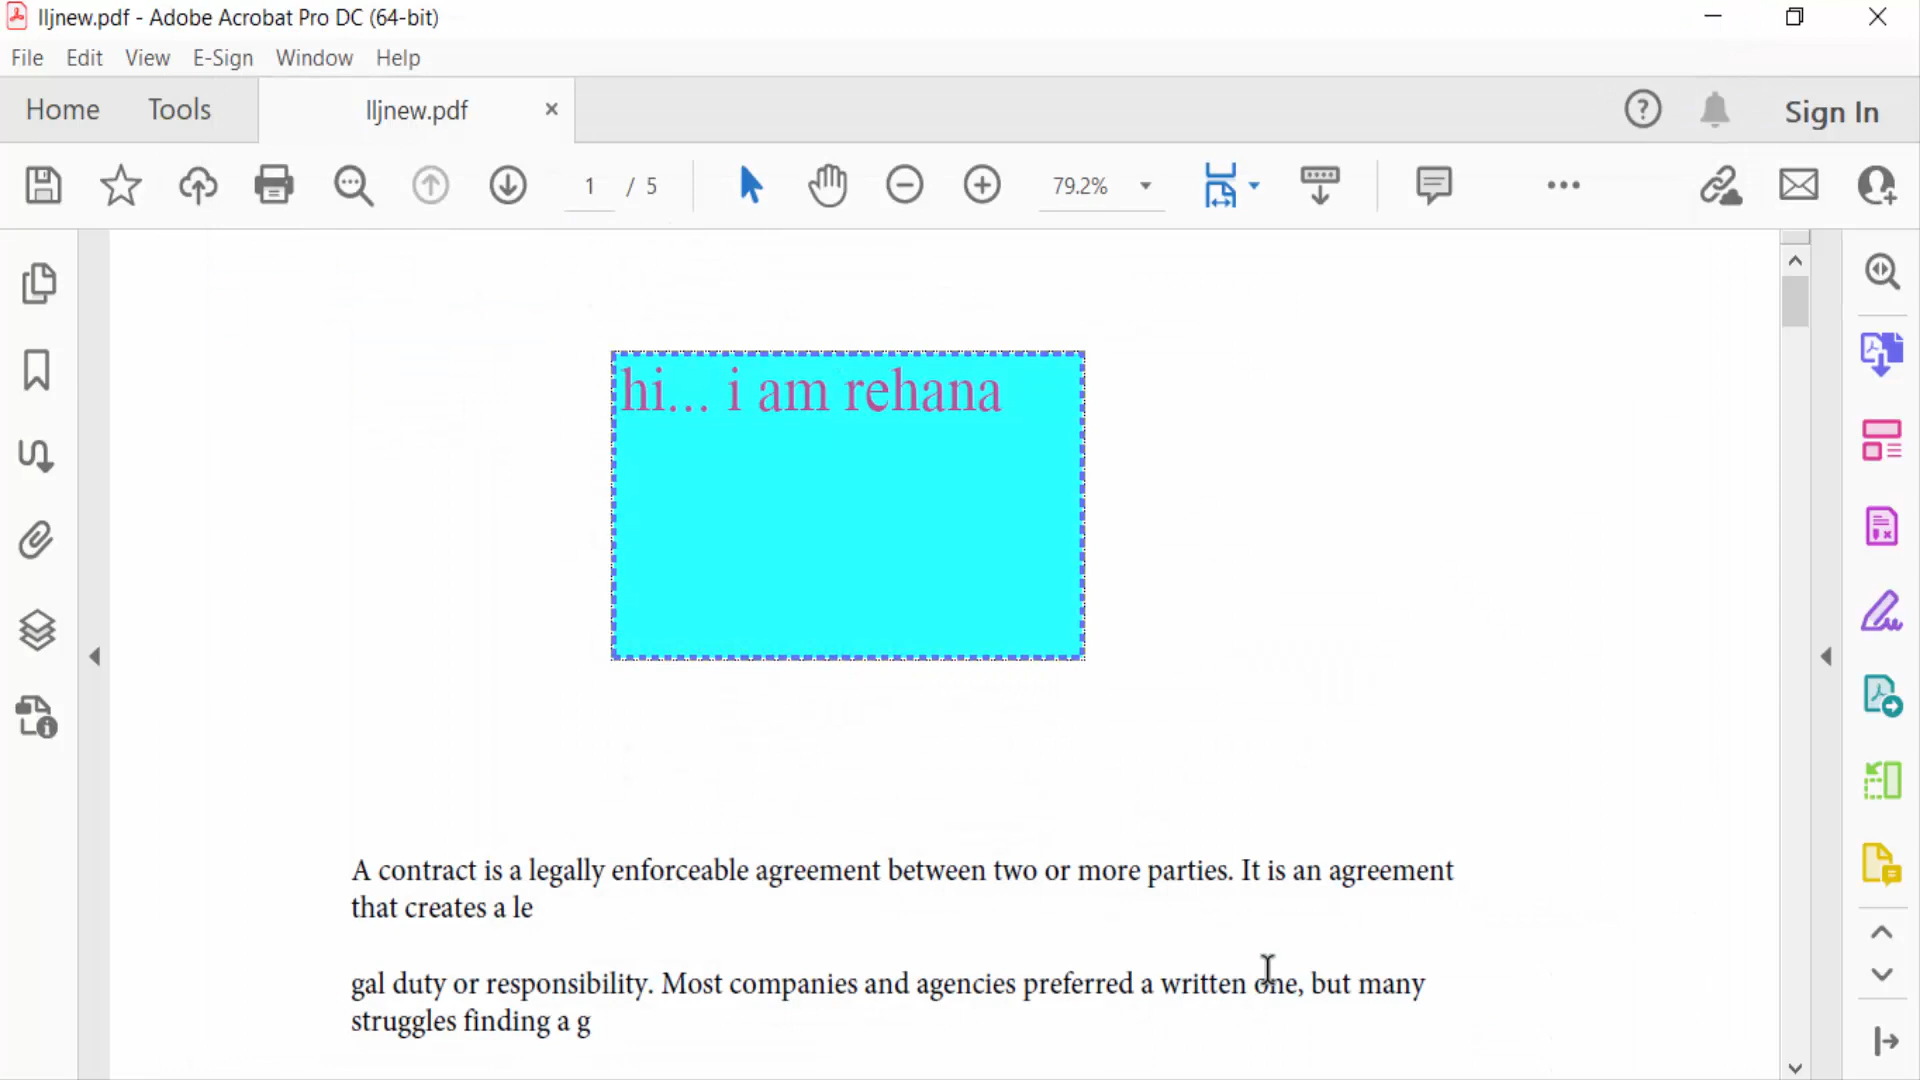 lljnew.pdf - Adobe Acrobat Pro DC (64-bit)
File Edit View E-Sign Window Help
Home Tools lljnew.pdf × Sign In
1 / 5 79.2%
hi... i am rehana
A contract is a legally enforceable agreement between two or more parties. It is an agreement
that creates a le
gal duty or responsibility. Most companies and agencies preferred a written one, but many
struggles finding a g